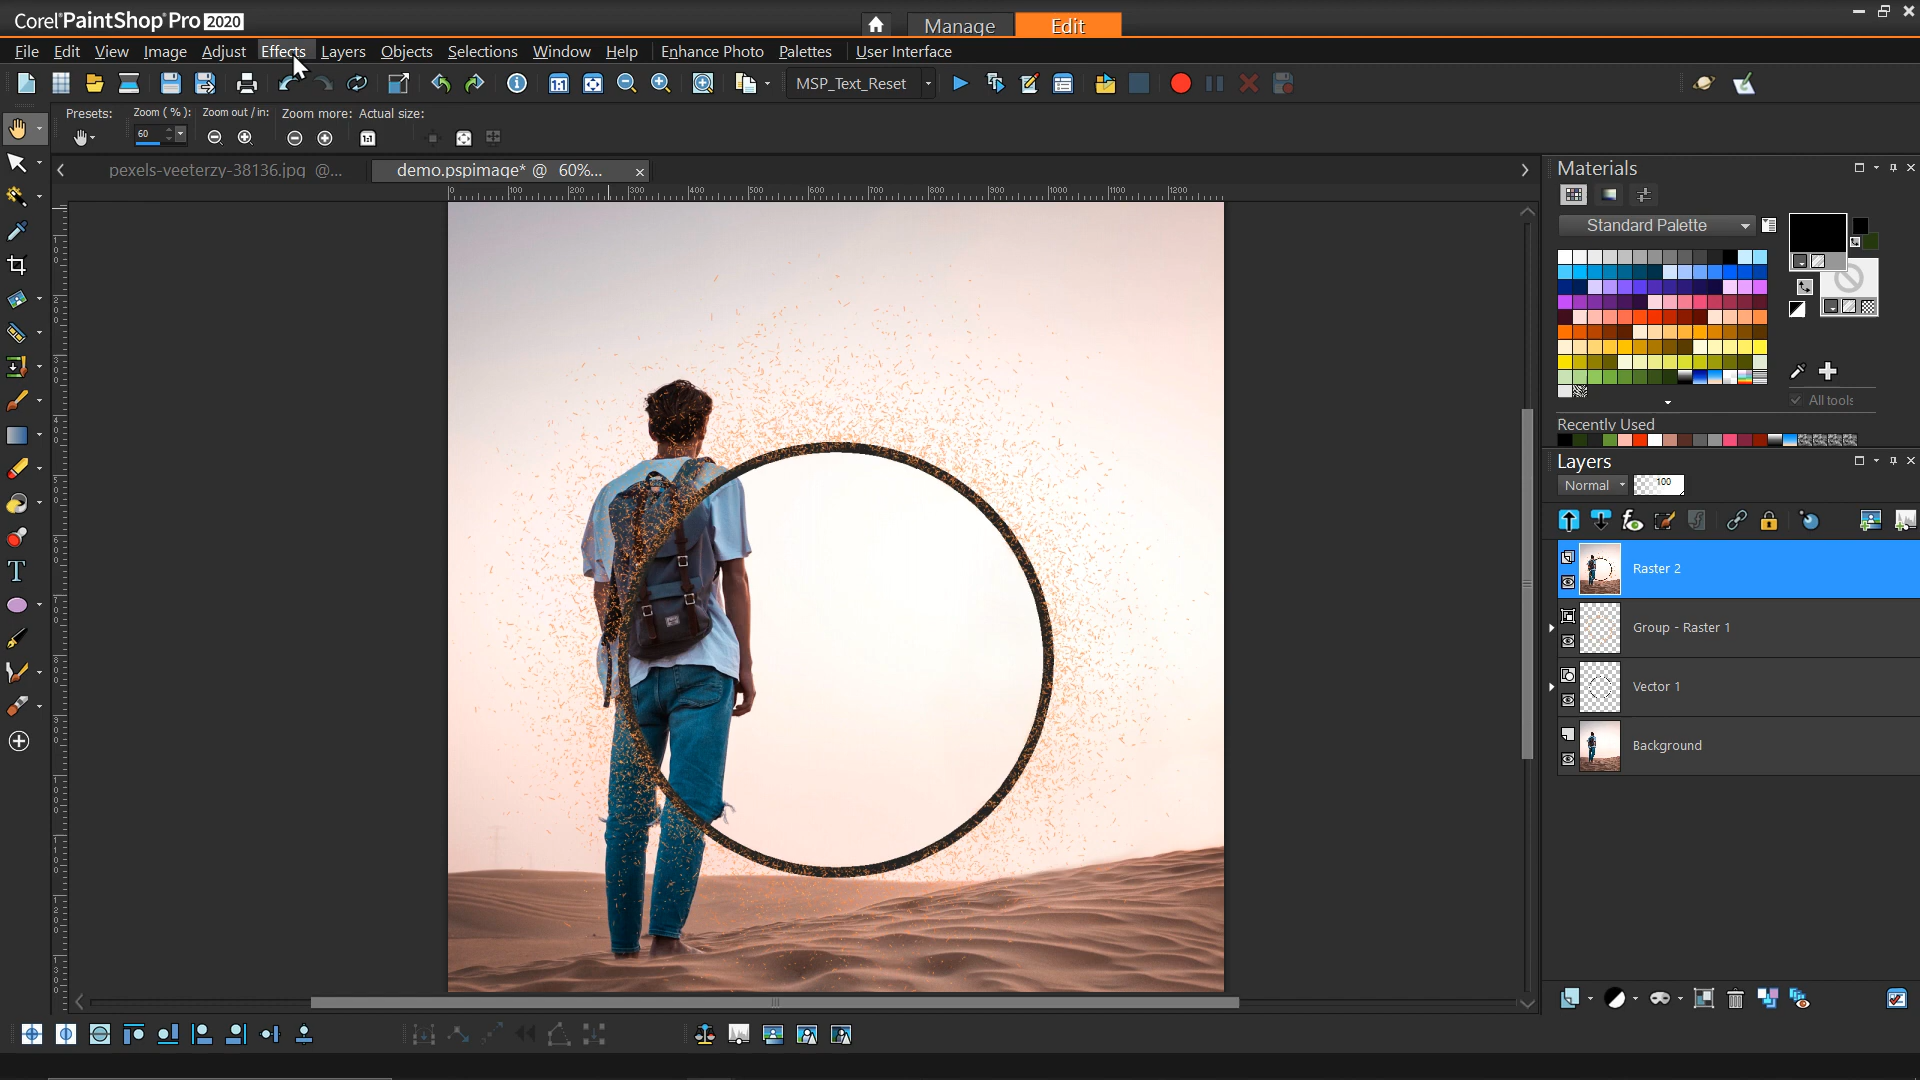 Corel PaintShop Pro 2020
Manage
Edit
File Edit View Image Adjust Effects Layers Objects Selections Window Help Enhance Photo Palettes User Interface
MSP_Text_Reset
Presets: Zoom ( % ): Zoom out / in: Zoom more: Actual size:
60
pexels-veeterzy-38136.jpg @...
demo.pspimage* @ 60%...
0 100 200 300 400 500 600 700 800 900 1000 1100 1200
Materials
Standard Palette
All tools
Recently Used
Layers
Normal
100
Raster 2
Group - Raster 1
Vector 1
Background